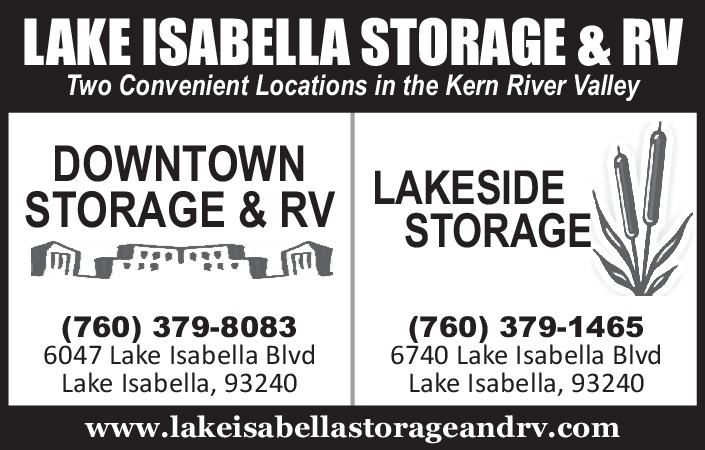 LAKE ISABELLA STORAGE & RV
Two Convenient Locations in the Kern River Valley
DOWNTOWN
STORAGE & RV
(760) 379-8083
6047 Lake Isabella Blvd
Lake Isabella, 93240
LAKESIDE
STORAGE
(760) 379-1465
6740 Lake Isabella Blvd
Lake Isabella, 93240
www.lakeisabellastorageandrv.com